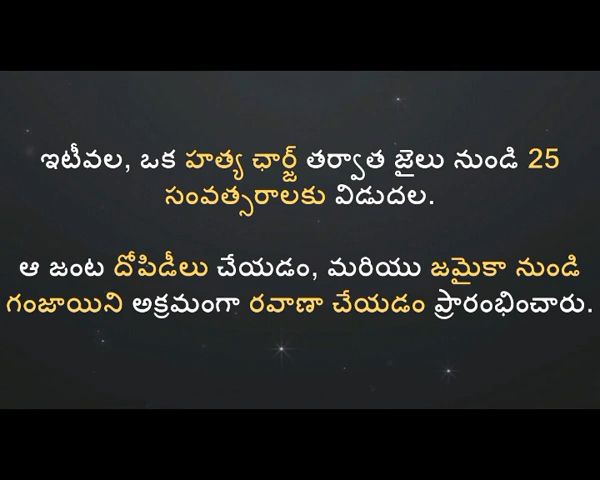 ఇటీవల, ఒక హత్య ఛార్జ్ తర్వాత జైలు నుండి 25
సంవత్సరాలకు విడుదల.
ఆ జంట దోపిడీలు చేయడం, మరియు జమైకా నుండి
గంజాయిని అక్రమంగా రవాణా చేయడం ప్రారంభించారు.